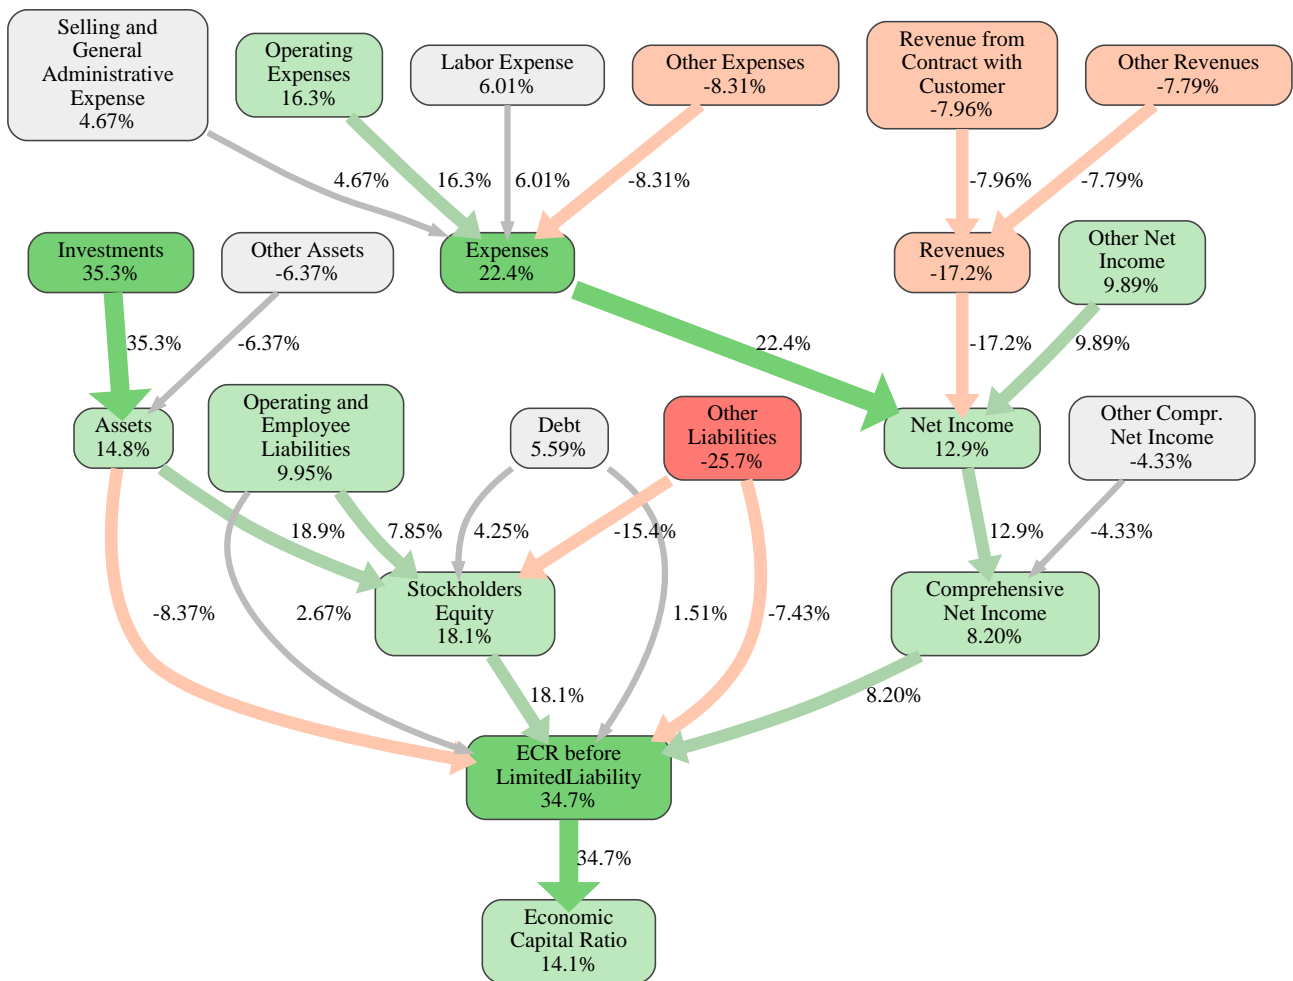 Selling and
General
Administrative
Expense
4.67%
Operating
Expenses
16.3%
Labor Expense
6.01%
Other Expenses
-8.31%
Revenue from
Contract with
Customer
-7.96%
Other Revenues
-7.79%
4.67%
16.3%
6.01%
-8.31%
-7.96%
-7.79%
Investments
35.3%
Other Assets
-6.37%
Expenses
22.4%
Revenues
-17.2%
Other Net
Income
9.89%
35.3%
-6.37%
22.4%
-17.2%
9.89%
Assets
14.8%
Operating and
Employee
Liabilities
9.95%
Debt
5.59%
Other
Liabilities
-25.7%
Net Income
12.9%
Other Compr.
Net Income
-4.33%
18.9%
7.85%
4.25%
-15.4%
12.9%
-4.33%
-8.37%
2.67%
Stockholders
Equity
18.1%
1.51%
-7.43%
Comprehensive
Net Income
8.20%
18.1%
8.20%
ECR before
LimitedLiability
34.7%
34.7%
Economic
Capital Ratio
14.1%